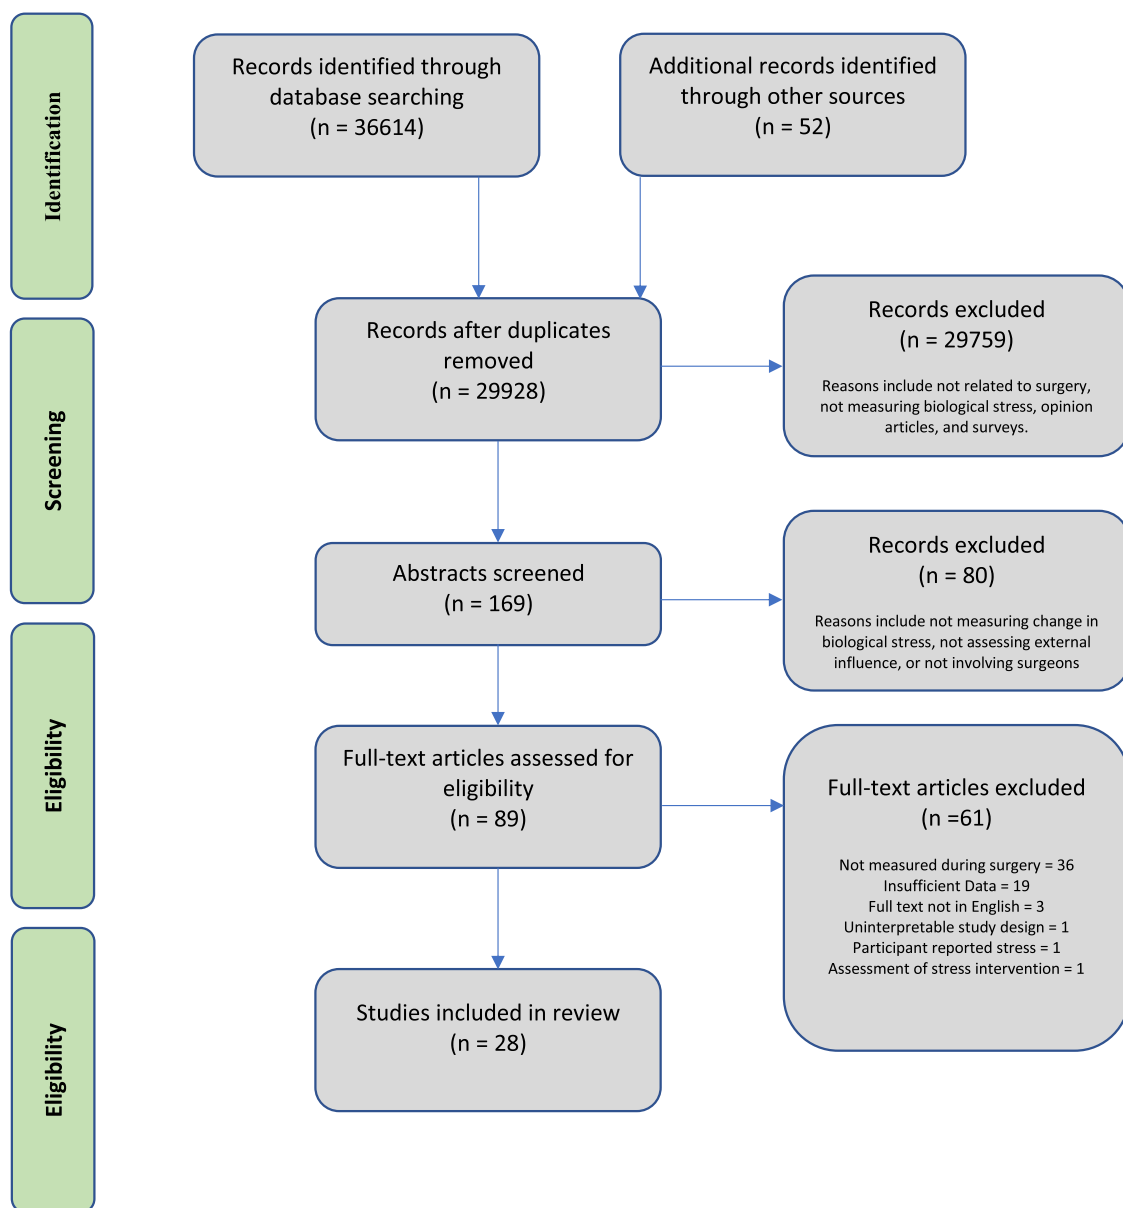 Identification
Records identified through
database searching
(n = 36614)
Additional records identified
through other sources
(n = 52)
Records after duplicates
removed
(n = 29928)
Records excluded
(n = 29759)
Reasons include not related to surgery,
not measuring biological stress, opinion
articles, and surveys.
Screening
Abstracts screened
(n = 169)
Records excluded
(n = 80)
Reasons include not measuring change in
biological stress, not assessing external
influence, or not involving surgeons
Eligibility
Full-text articles assessed for
eligibility
(n = 89)
Full-text articles excluded
(n =61)
Not measured during surgery = 36
Insufficient Data = 19
Full text not in English = 3
Uninterpretable study design = 1
Participant reported stress = 1
Assessment of stress intervention = 1
Eligibility
Studies included in review
(n = 28)